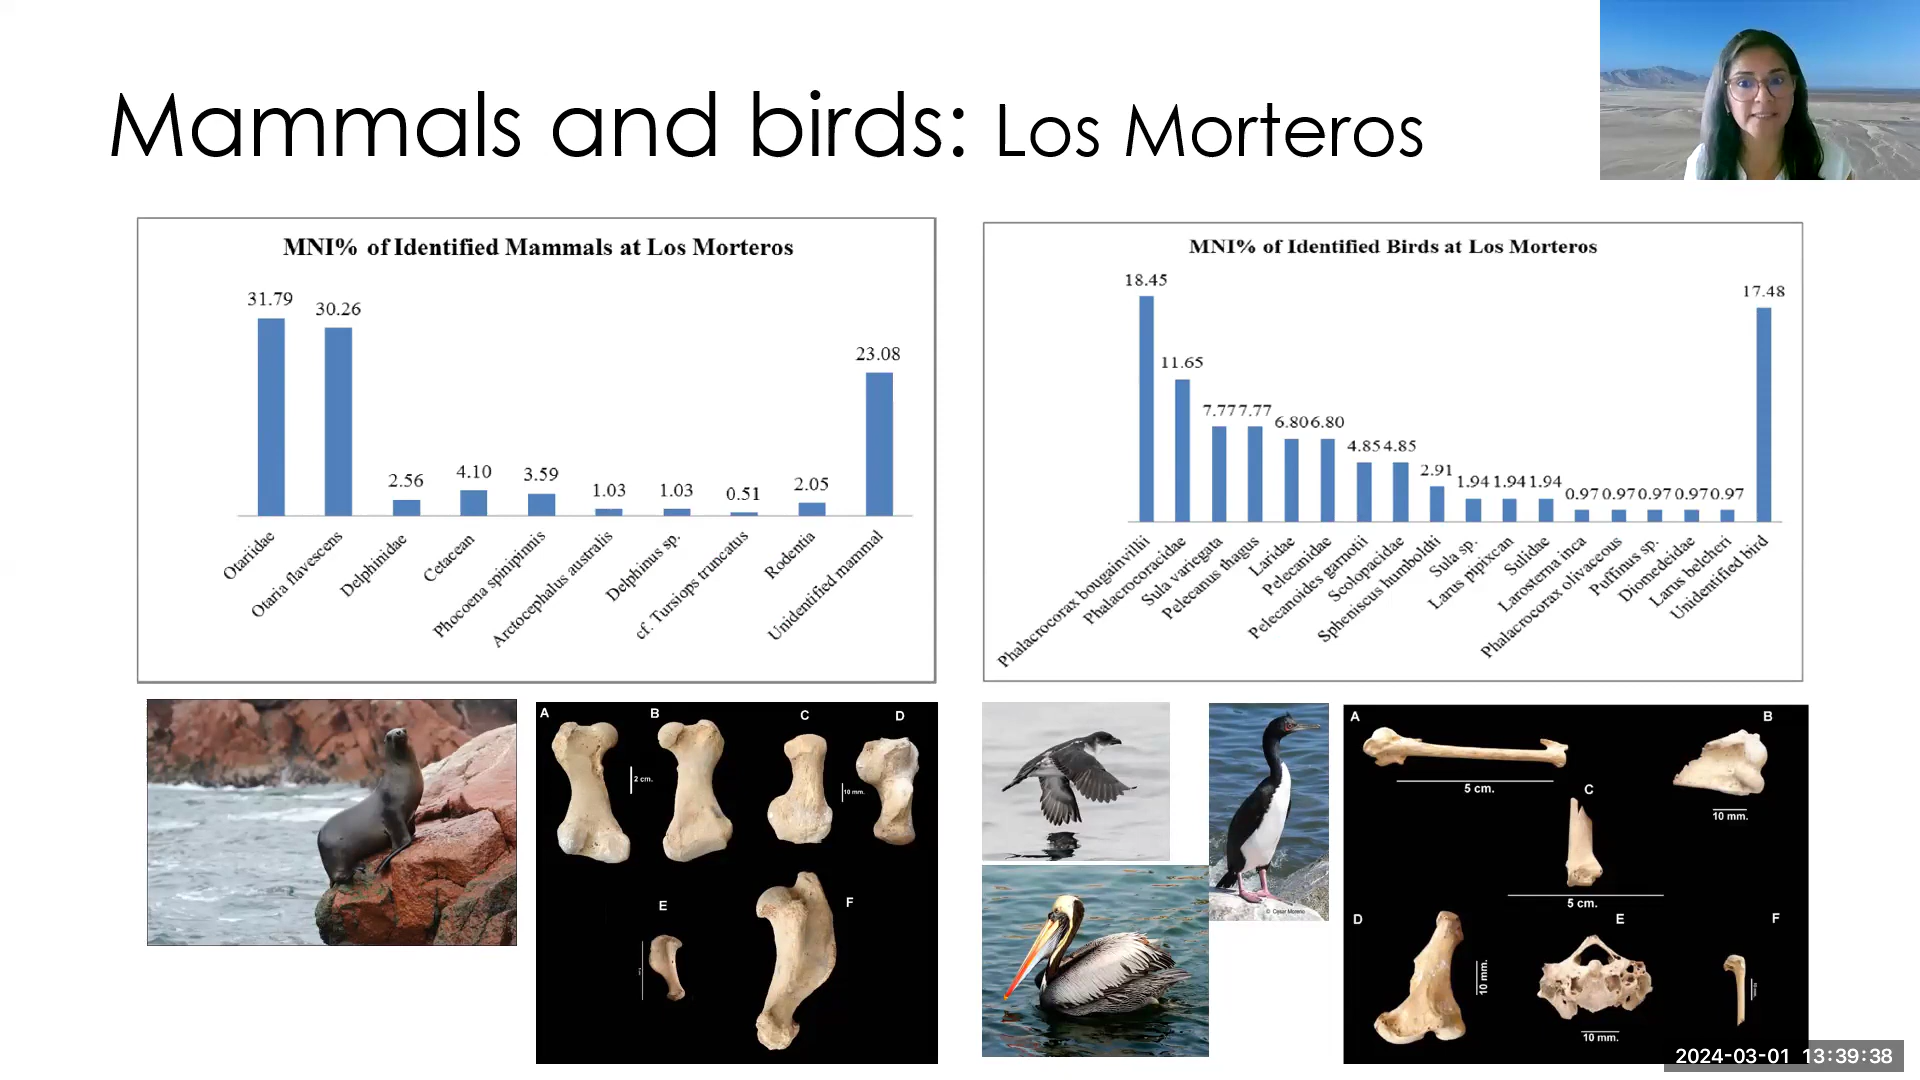 Mammals and birds: Los Morteros
MNI% of Identified Mammals at Los Morteros
31.79
30.26
2.56
4.10
3.59
1.03
1.03
0.51
2.05
23.08
Otariidae
Otaria flavescens
Delphinidae
Cetacean
Phocoena spinipinnis
Arctocephalus australis
Delphinus sp.
cf. Tursiops truncatus
Rodentia
Unidentified mammal
MNI% of Identified Birds at Los Morteros
18.45
11.65
7.77
7.77
6.80
6.80
4.85
4.85
2.91
1.94
1.94
1.94
0.97
0.97
0.97
0.97
0.97
17.48
Phalacrocorax bougainvillii
Phalacrocoracidae
Sula variegata
Pelecanus thagus
Laridae
Pelecanidae
Pelecanoides garnotii
Scolopacidae
Spheniscus humboldti
Sula sp.
Larus pipixcan
Sulidae
Larosterna inca
Phalacrocorax olivaceous
Puffinus sp.
Diomedeidae
Larus belcheri
Unidentified bird
A
B
C
D
2 cm.
10 mm.
E
F
© Cesar Moreno
A
B
5 cm.
10 mm.
C
5 cm.
D
E
F
10 mm.
10 mm.
2024-03-01 13:39:38